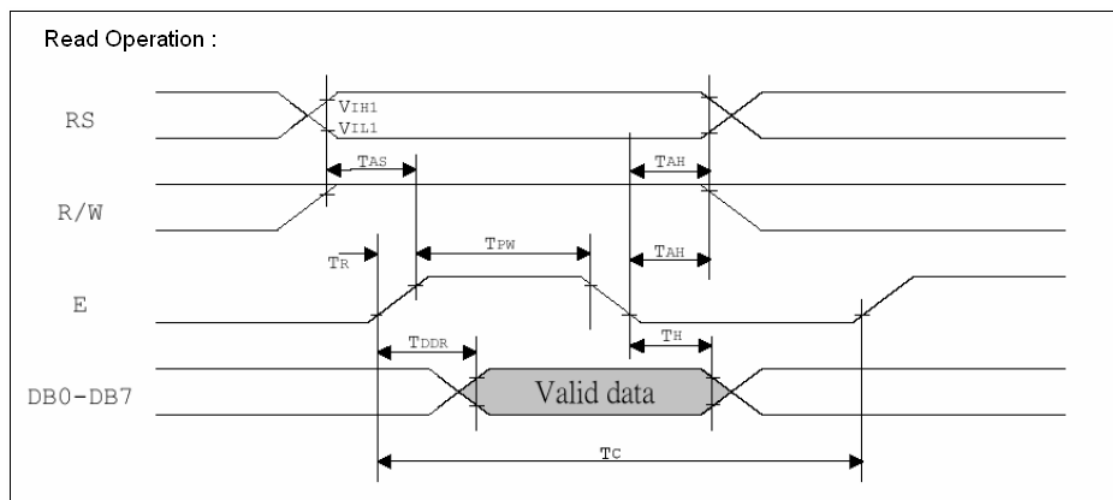 Read Operation :
RS
VIH1
VIL1
TAS
TAH
R/W
TPW
TAH
TR
E
TDDR
TH
DB0-DB7
Valid data
TC